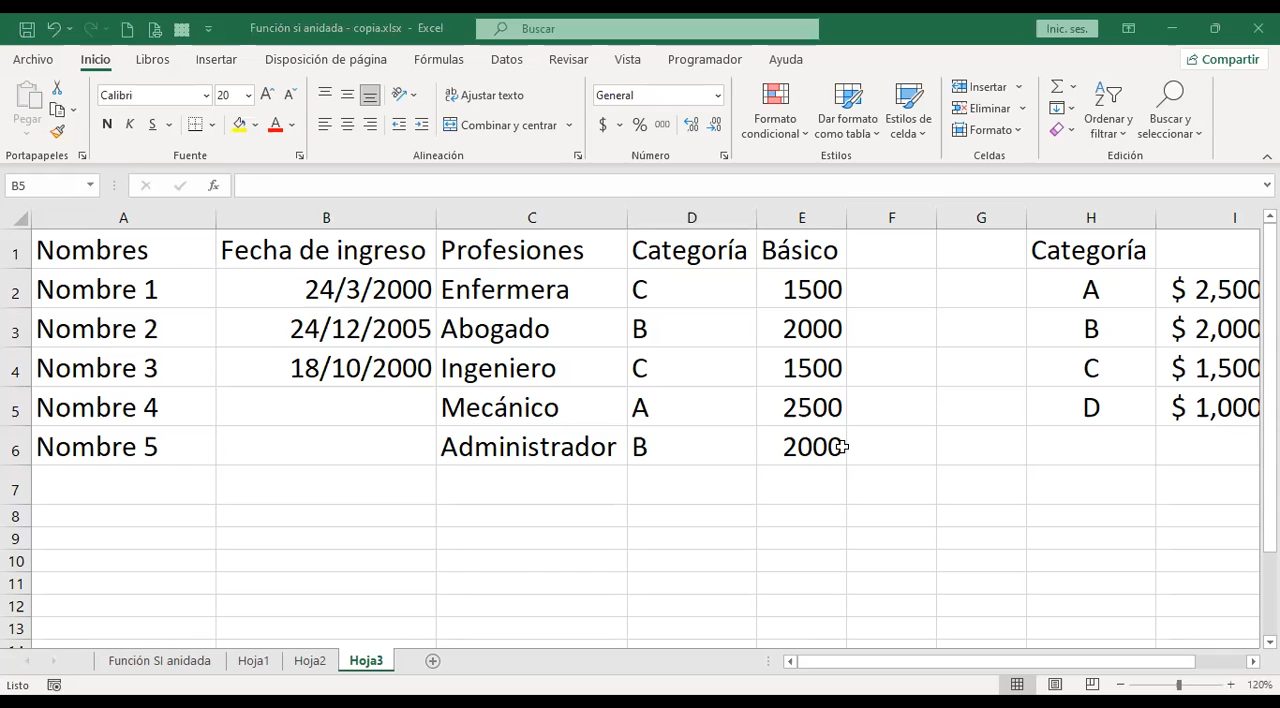 Función si anidada - copia.xlsx - Excel
Buscar
Inic. ses.
Archivo Inicio Libros Insertar Disposición de página Fórmulas Datos Revisar Vista Programador Ayuda Compartir
Pegar
Calibri 20
N K S
Ajustar texto
Combinar y centrar
General
$ % 000
Formato condicional
Dar formato como tabla
Estilos de celda
Insertar
Eliminar
Formato
Ordenar y filtrar
Buscar y seleccionar
Portapapeles Fuente Alineación Número Estilos Celdas Edición
B5 fx
A B C D E F G H I
1 Nombres Fecha de ingreso Profesiones Categoría Básico Categoría
2 Nombre 1 24/3/2000 Enfermera C 1500 A $ 2,500
3 Nombre 2 24/12/2005 Abogado B 2000 B $ 2,000
4 Nombre 3 18/10/2000 Ingeniero C 1500 C $ 1,500
5 Nombre 4 Mecánico A 2500 D $ 1,000
6 Nombre 5 Administrador B 2000
7
8
9
10
11
12
13
Función SI anidada Hoja1 Hoja2 Hoja3
Listo 120%